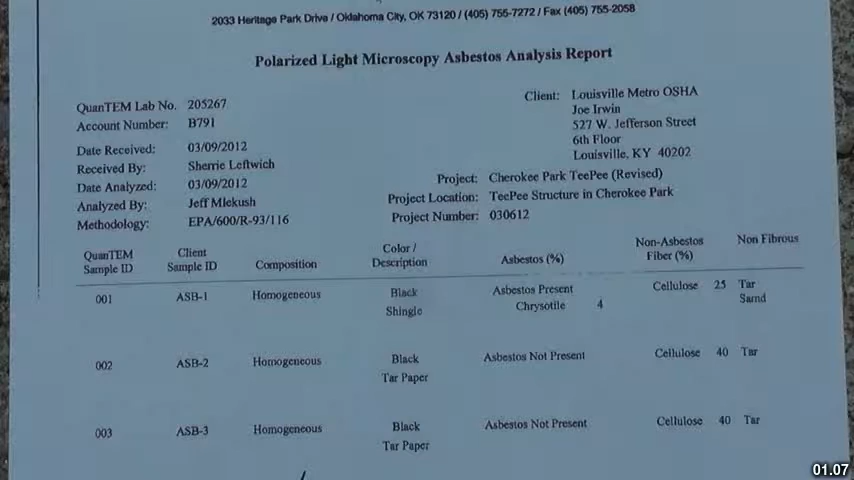 2033 Heritage Park Drive / Oklahoma City, OK 73120 / (405) 755-7272 / Fax (405) 755-2058
Polarized Light Microscopy Asbestos Analysis Report
QuanTEM Lab No. 205267
Account Number: B791
Date Received: 03/09/2012
Received By: Sherrie Leftwich
Date Analyzed: 03/09/2012
Analyzed By: Jeff Mlekush
Methodology: EPA/600/R-93/116
Client: Louisville Metro OSHA
Joe Irwin
527 W. Jefferson Street
6th Floor
Louisville, KY 40202
Project: Cherokee Park TeePee (Revised)
Project Location: TeePee Structure in Cherokee Park
Project Number: 030612
QuanTEM Sample ID Client Sample ID Composition Color / Description Asbestos (%) Non-Asbestos Fiber (%) Non Fibrous
001 ASB-1 Homogeneous Black Asbestos Present Cellulose 25 Tar
Shingle Chrysotile 4 Samd
002 ASB-2 Homogeneous Black Asbestos Not Present Cellulose 40 Tar
Tar Paper
003 ASB-3 Homogeneous Black Asbestos Not Present Cellulose 40 Tar
Tar Paper
01.07